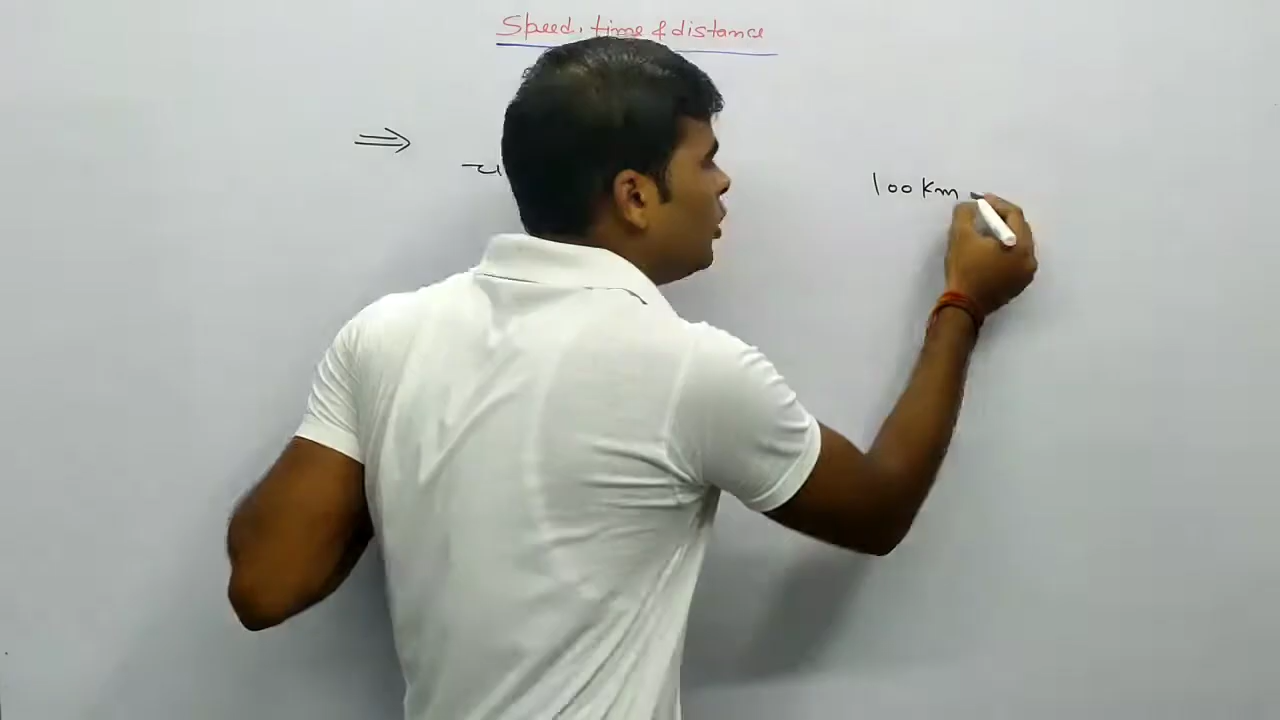 Speed, time & distance
⇒
100 Km